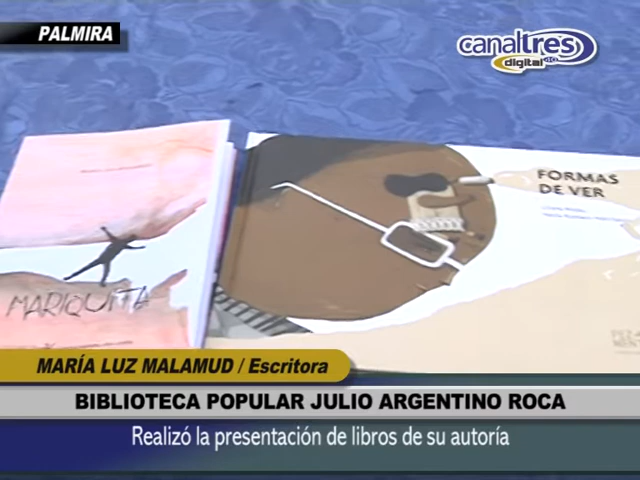 PALMIRA
canaltres
digital
FORMAS
DE VER
MARIQUITA
MARÍA LUZ MALAMUD / Escritora
BIBLIOTECA POPULAR JULIO ARGENTINO ROCA
Realizó la presentación de libros de su autoría